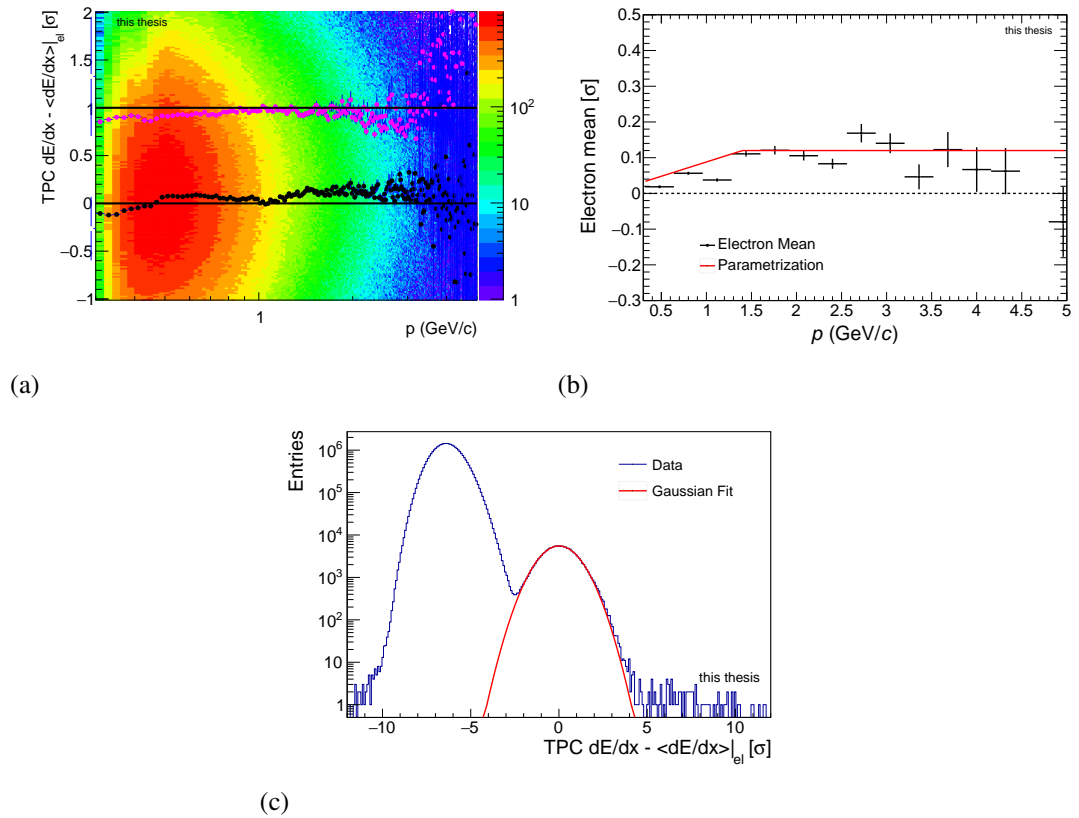 this thesis
TPC dE/dx - <dE/dx>|el [σ]
2
1.5
1
0.5
0
−0.5
−1
1
p (GeV/c)
10²
10
1
(a)
this thesis
Electron mean [σ]
0.5
0.4
0.3
0.2
0.1
0
−0.1
−0.2
−0.3
Electron Mean
Parametrization
0.5 1 1.5 2 2.5 3 3.5 4 4.5 5
p (GeV/c)
(b)
Entries
10⁶
10⁵
10⁴
10³
10²
10
1
Data
Gaussian Fit
this thesis
−10 −5 0 5 10
TPC dE/dx - <dE/dx>|el [σ]
(c)